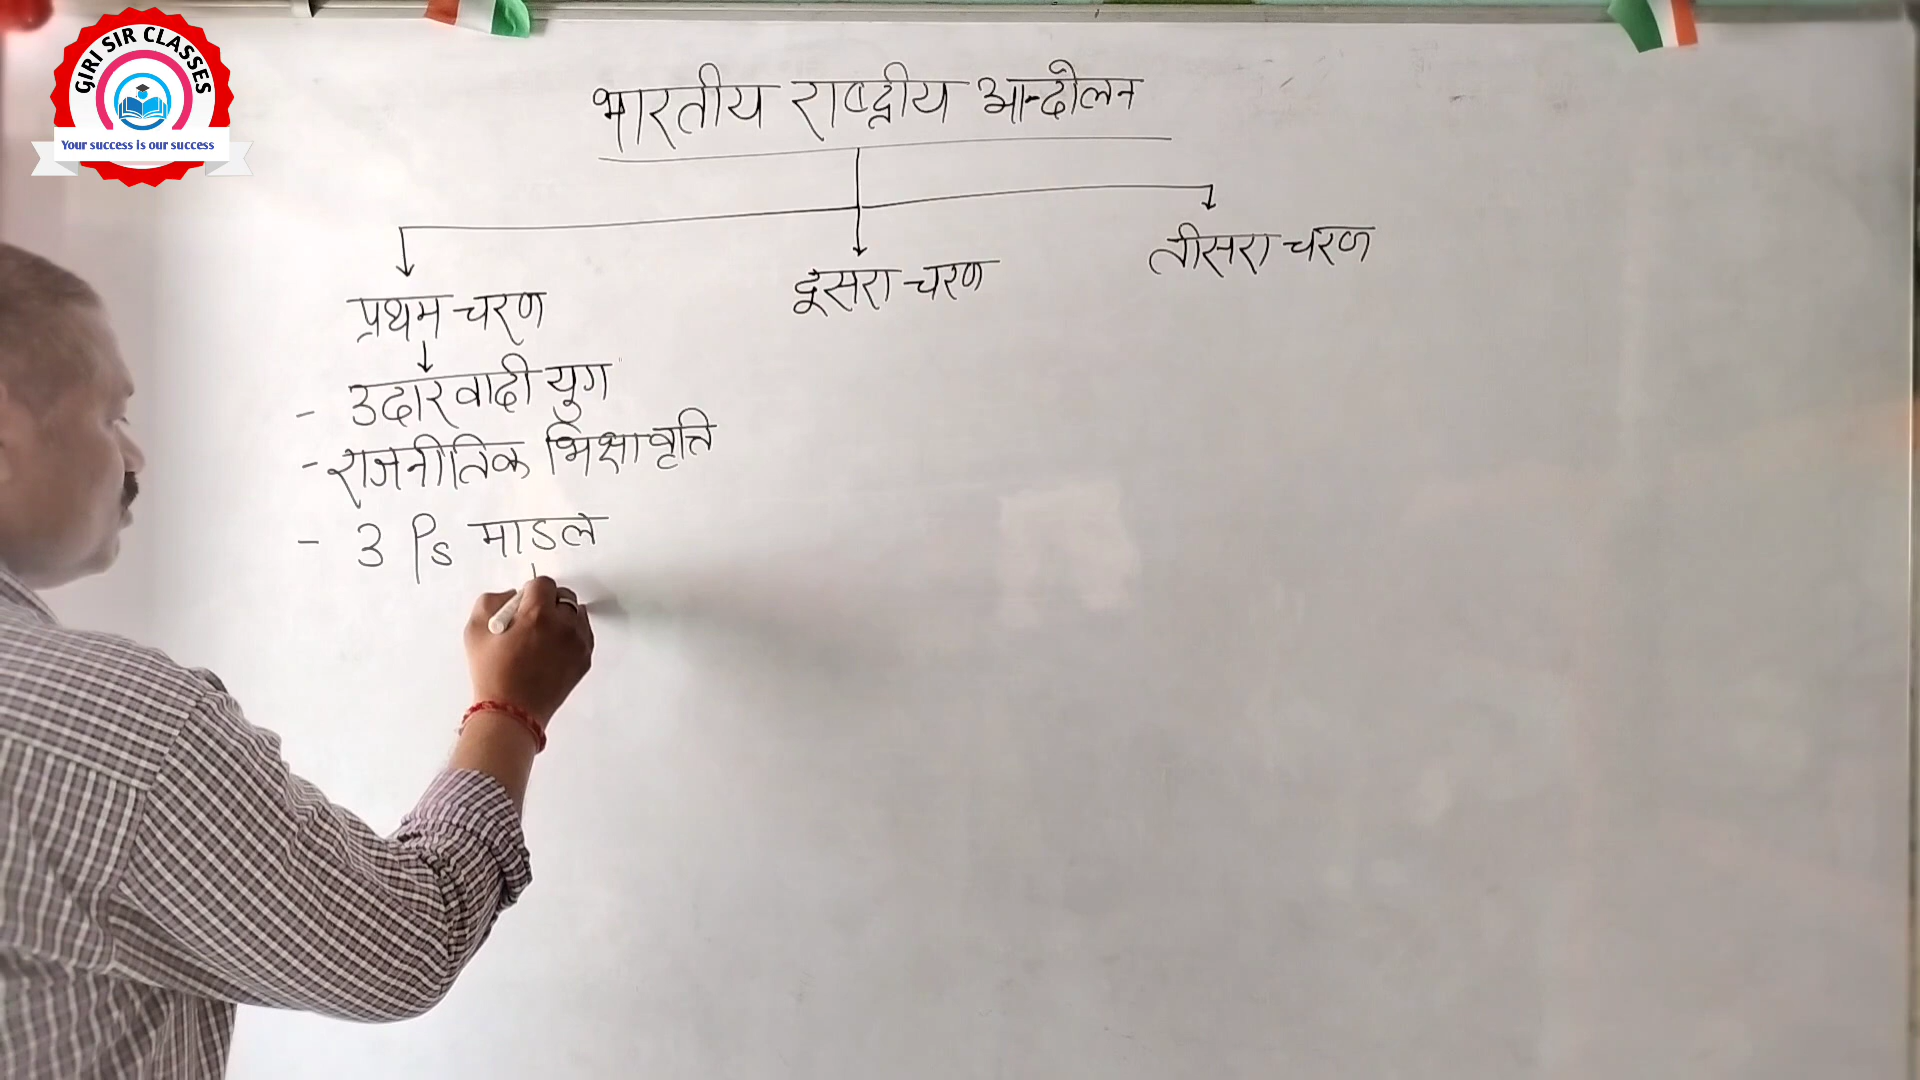 GIRI SIR CLASSES
Your success is our success
भारतीय राष्ट्रीय आन्दोलन
प्रथम चरण
दूसरा चरण
तीसरा चरण
- उदारवादी युग
- राजनीतिक भिक्षावृत्ति
- 3 Ps माडल